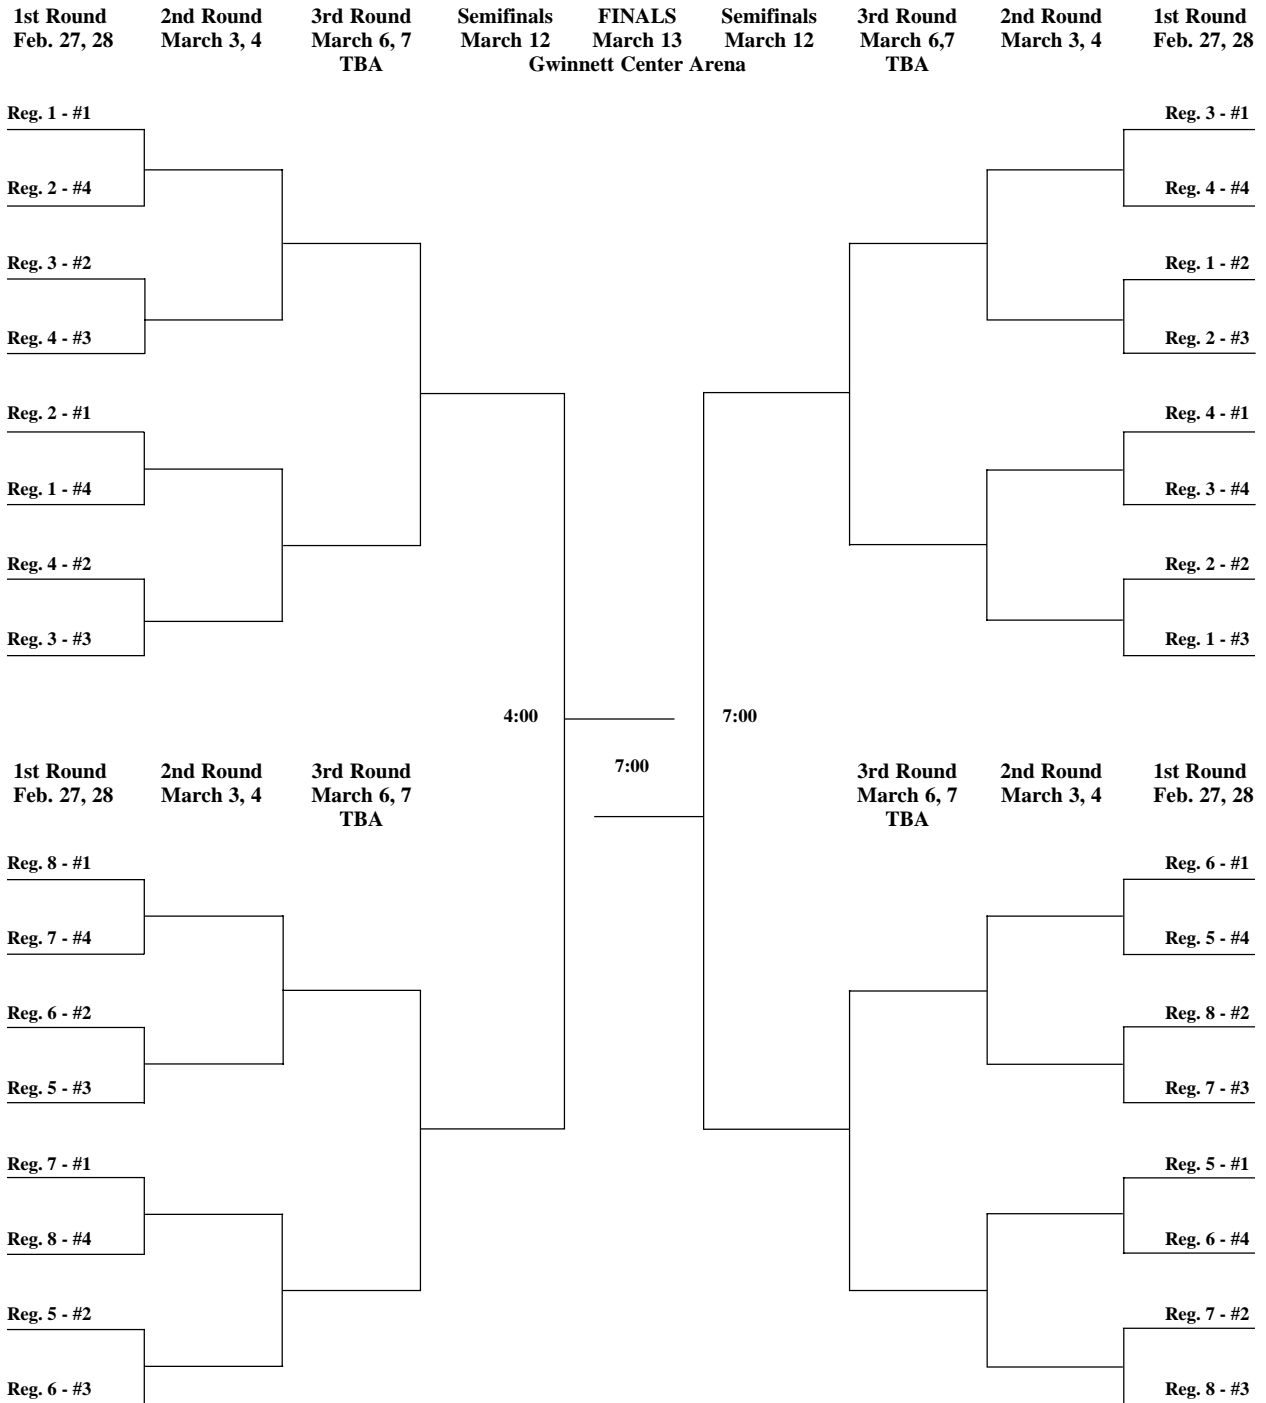 1st Round 2nd Round 3rd Round Semifinals FINALS Semifinals 3rd Round 2nd Round 1st Round
Feb. 27, 28 March 3, 4 March 6, 7 March 12 March 13 March 12 March 6,7 March 3, 4 Feb. 27, 28
TBA Gwinnett Center Arena TBA
Reg. 1 - #1 Reg. 3 - #1
Reg. 2 - #4 Reg. 4 - #4
Reg. 3 - #2 Reg. 1 - #2
Reg. 4 - #3 Reg. 2 - #3
Reg. 2 - #1 Reg. 4 - #1
Reg. 1 - #4 Reg. 3 - #4
Reg. 4 - #2 Reg. 2 - #2
Reg. 3 - #3 Reg. 1 - #3
4:00 7:00
7:00
1st Round 2nd Round 3rd Round 3rd Round 2nd Round 1st Round
Feb. 27, 28 March 3, 4 March 6, 7 March 6, 7 March 3, 4 Feb. 27, 28
TBA TBA
Reg. 8 - #1 Reg. 6 - #1
Reg. 7 - #4 Reg. 5 - #4
Reg. 6 - #2 Reg. 8 - #2
Reg. 5 - #3 Reg. 7 - #3
Reg. 7 - #1 Reg. 5 - #1
Reg. 8 - #4 Reg. 6 - #4
Reg. 5 - #2 Reg. 7 - #2
Reg. 6 - #3 Reg. 8 - #3